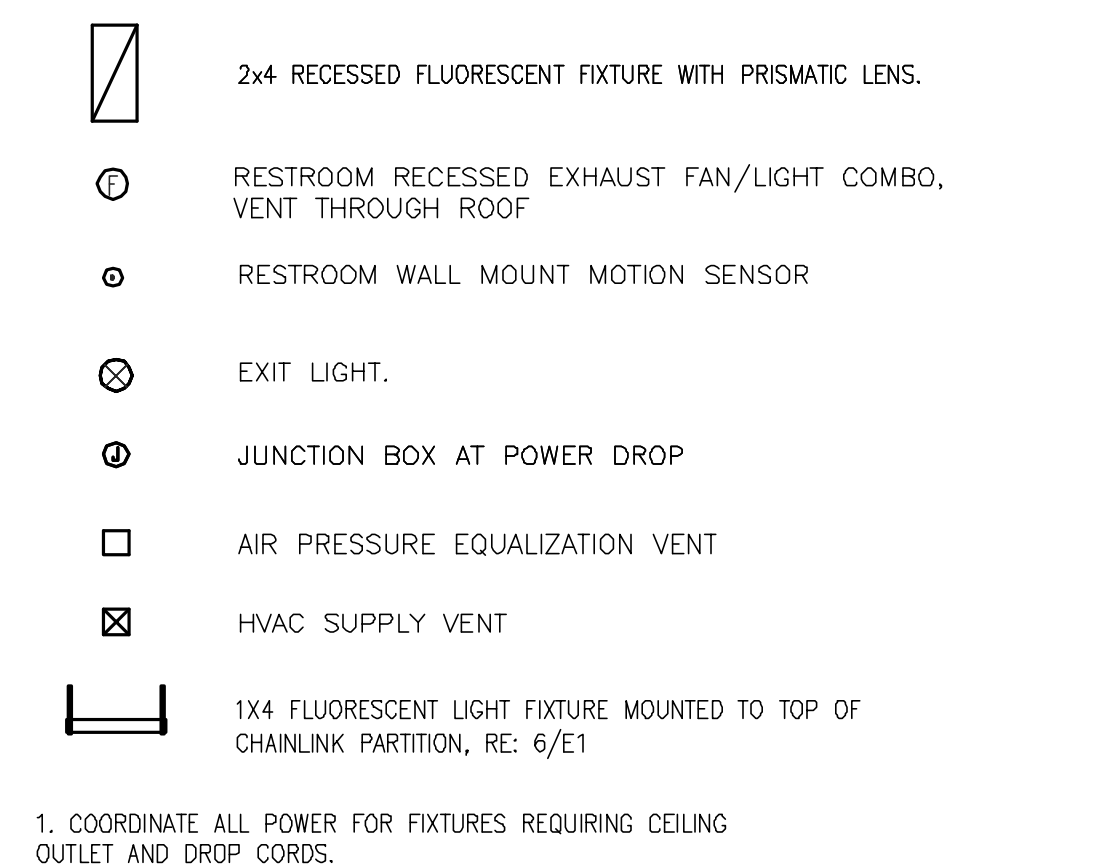 2x4 RECESSED FLUORESCENT FIXTURE WITH PRISMATIC LENS.
F
RESTROOM RECESSED EXHAUST FAN/LIGHT COMBO,
VENT THROUGH ROOF
RESTROOM WALL MOUNT MOTION SENSOR
EXIT LIGHT.
J
JUNCTION BOX AT POWER DROP
AIR PRESSURE EQUALIZATION VENT
HVAC SUPPLY VENT
1X4 FLUORESCENT LIGHT FIXTURE MOUNTED TO TOP OF
CHAINLINK PARTITION, RE: 6/E1
1. COORDINATE ALL POWER FOR FIXTURES REQUIRING CEILING
OUTLET AND DROP CORDS.